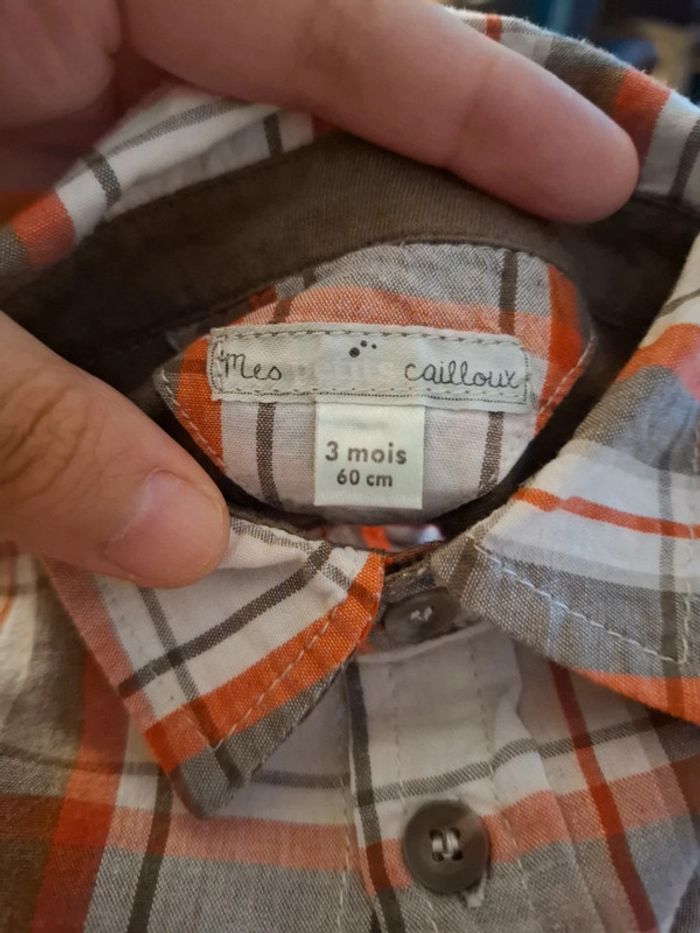 Mes cailloux
3 mois
60 cm